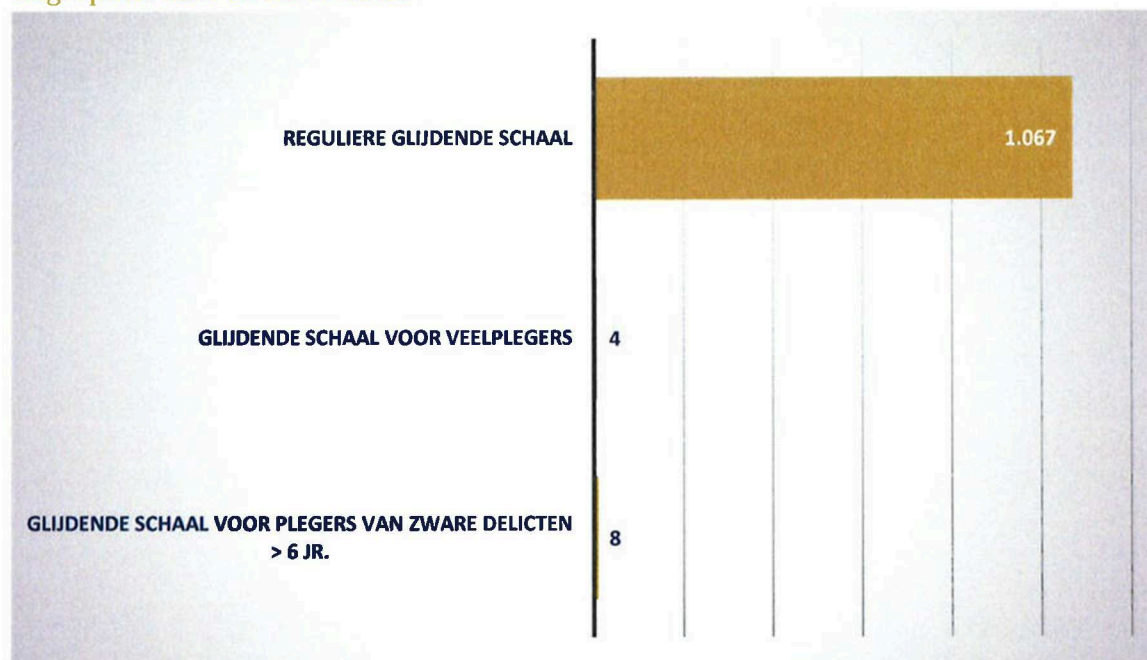 REGULIERE GLIJDENDE SCHAAL
1.067
GLIJDENDE SCHAAL VOOR VEELPLEGERS
4
GLIJDENDE SCHAAL VOOR PLEGERS VAN ZWARE DELICTEN
> 6 JR.
8